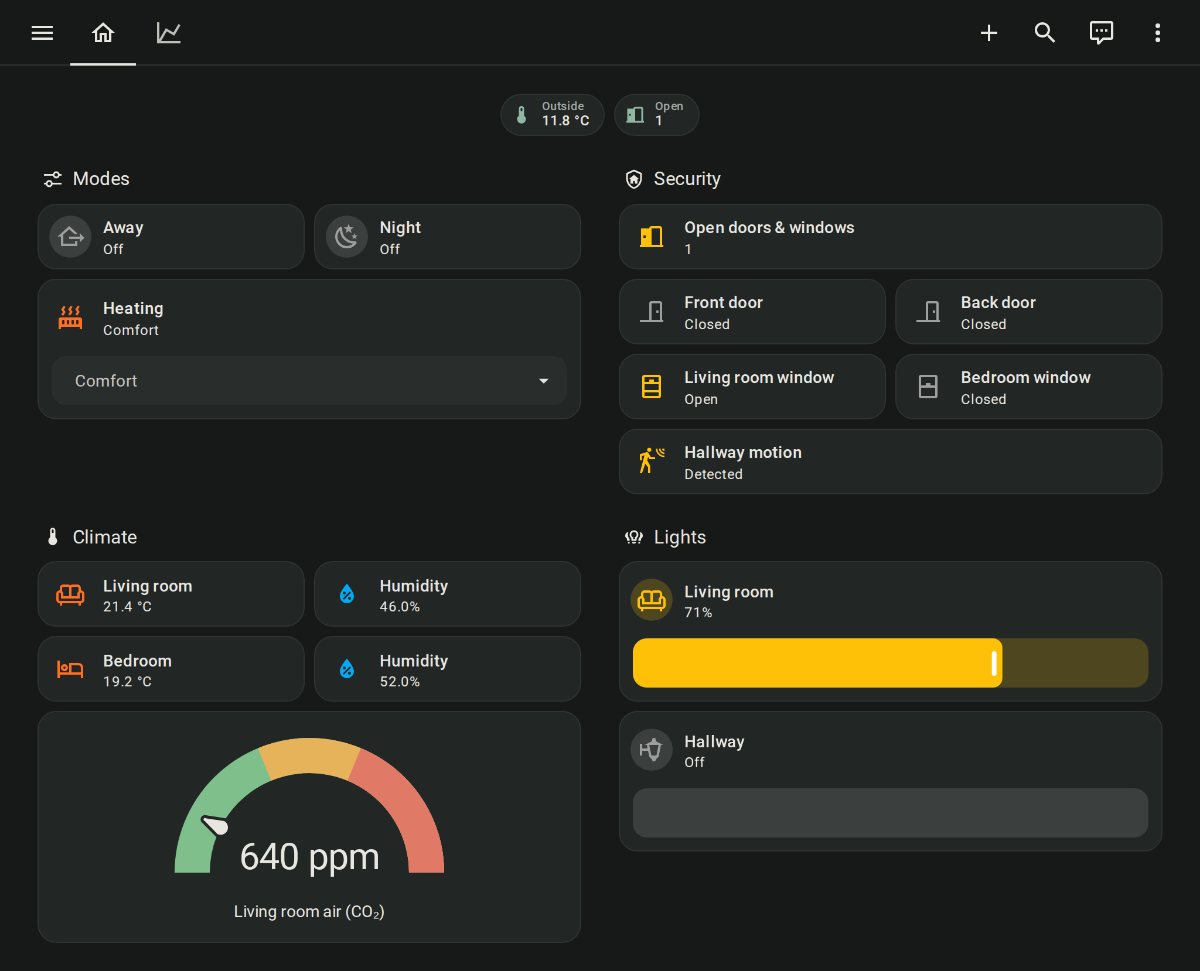 Outside
11.8 °C
Open
1
Modes
Away
Off
Night
Off
Heating
Comfort
Comfort
Security
Open doors & windows
1
Front door
Closed
Back door
Closed
Living room window
Open
Bedroom window
Closed
Hallway motion
Detected
Climate
Living room
21.4 °C
Humidity
46.0%
Bedroom
19.2 °C
Humidity
52.0%
640 ppm
Living room air (CO₂)
Lights
Living room
71%
Hallway
Off